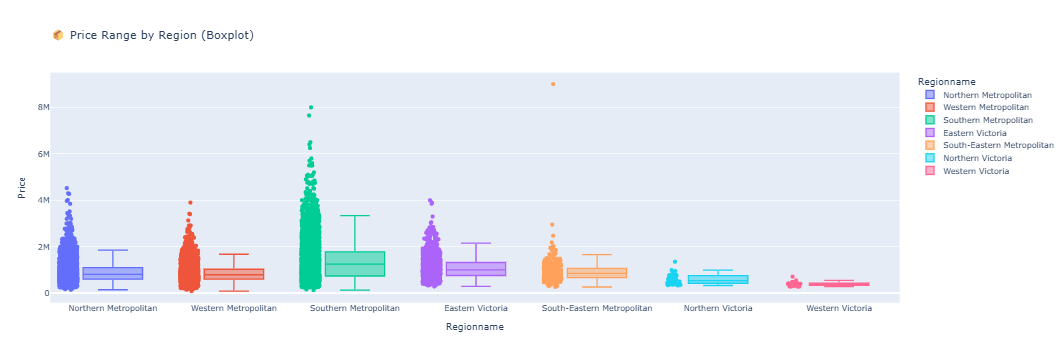 📦 Price Range by Region (Boxplot)
Price
8M
6M
4M
2M
0
Northern Metropolitan
Western Metropolitan
Southern Metropolitan
Eastern Victoria
South-Eastern Metropolitan
Northern Victoria
Western Victoria
Regionname
Regionname
Northern Metropolitan
Western Metropolitan
Southern Metropolitan
Eastern Victoria
South-Eastern Metropolitan
Northern Victoria
Western Victoria